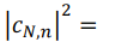 |c_{N,n}|² =